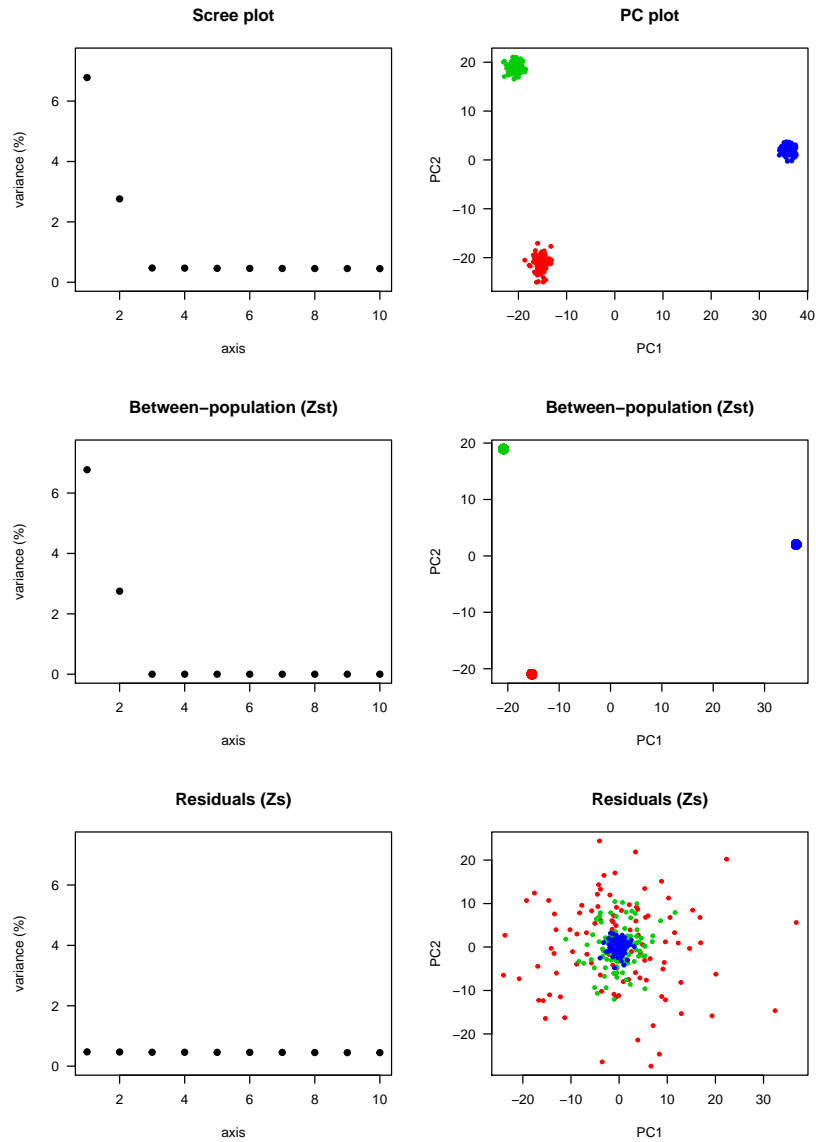 Scree plot
variance (%)
6
4
2
0
2 4 6 8 10
axis
PC plot
PC2
20
10
0
−10
−20
−20 −10 0 10 20 30 40
PC1
Between−population (Zst)
variance (%)
6
4
2
0
2 4 6 8 10
axis
Between−population (Zst)
PC2
20
10
0
−10
−20
−20 −10 0 10 20 30
PC1
Residuals (Zs)
variance (%)
6
4
2
0
2 4 6 8 10
axis
Residuals (Zs)
PC2
20
10
0
−10
−20
−20 −10 0 10 20 30
PC1